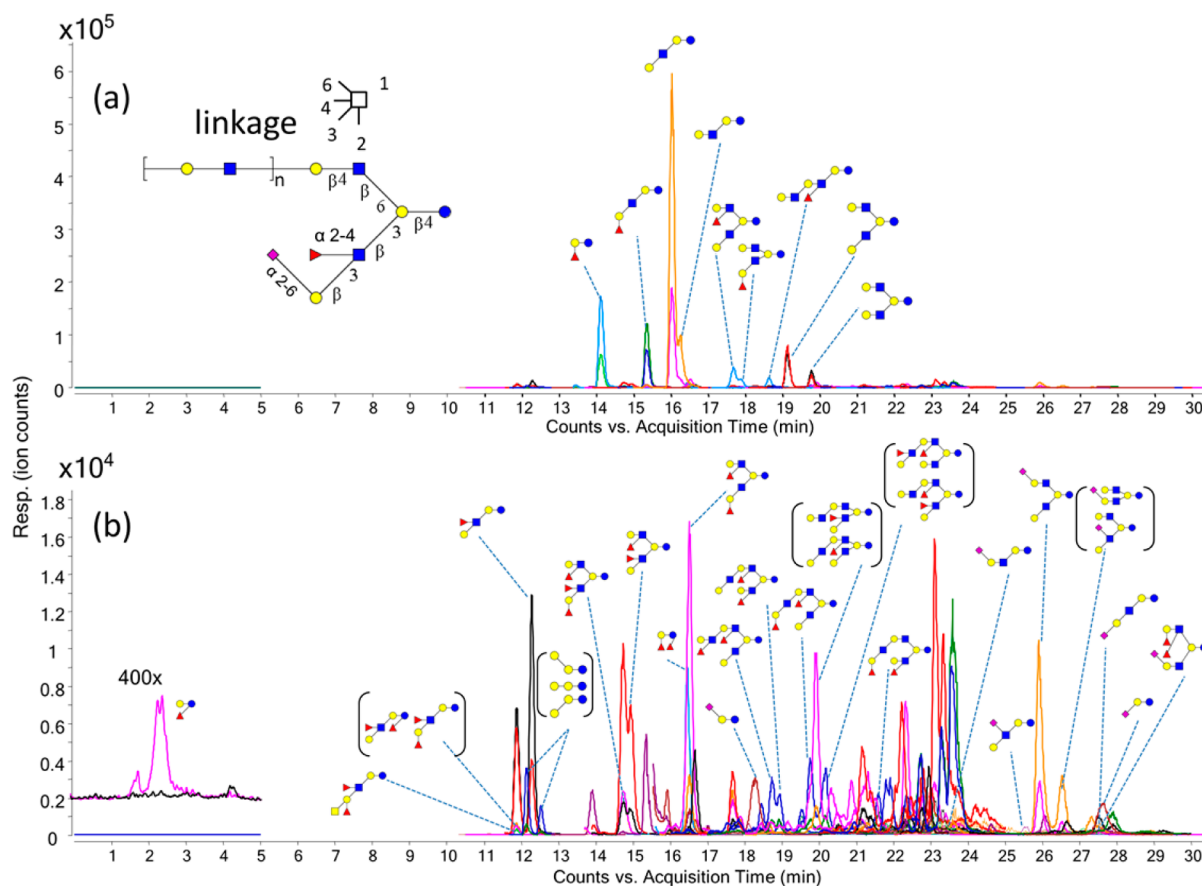 x10⁵
6
5
4
3
2
1
0
(a)
linkage
6 1
4
3
2
n
β4
β
6
3
β4
α 2-4
β
3
α 2-6
β
1 2 3 4 5 6 7 8 9 10 11 12 13 14 15 16 17 18 19 20 21 22 23 24 25 26 27 28 29 30
Counts vs. Acquisition Time (min)
Resp. (ion counts)
x10⁴
1.8
1.6
1.4
1.2
1.0
0.8
0.6
0.4
0.2
0
(b)
400x
1 2 3 4 5 6 7 8 9 10 11 12 13 14 15 16 17 18 19 20 21 22 23 24 25 26 27 28 29 30
Counts vs. Acquisition Time (min)